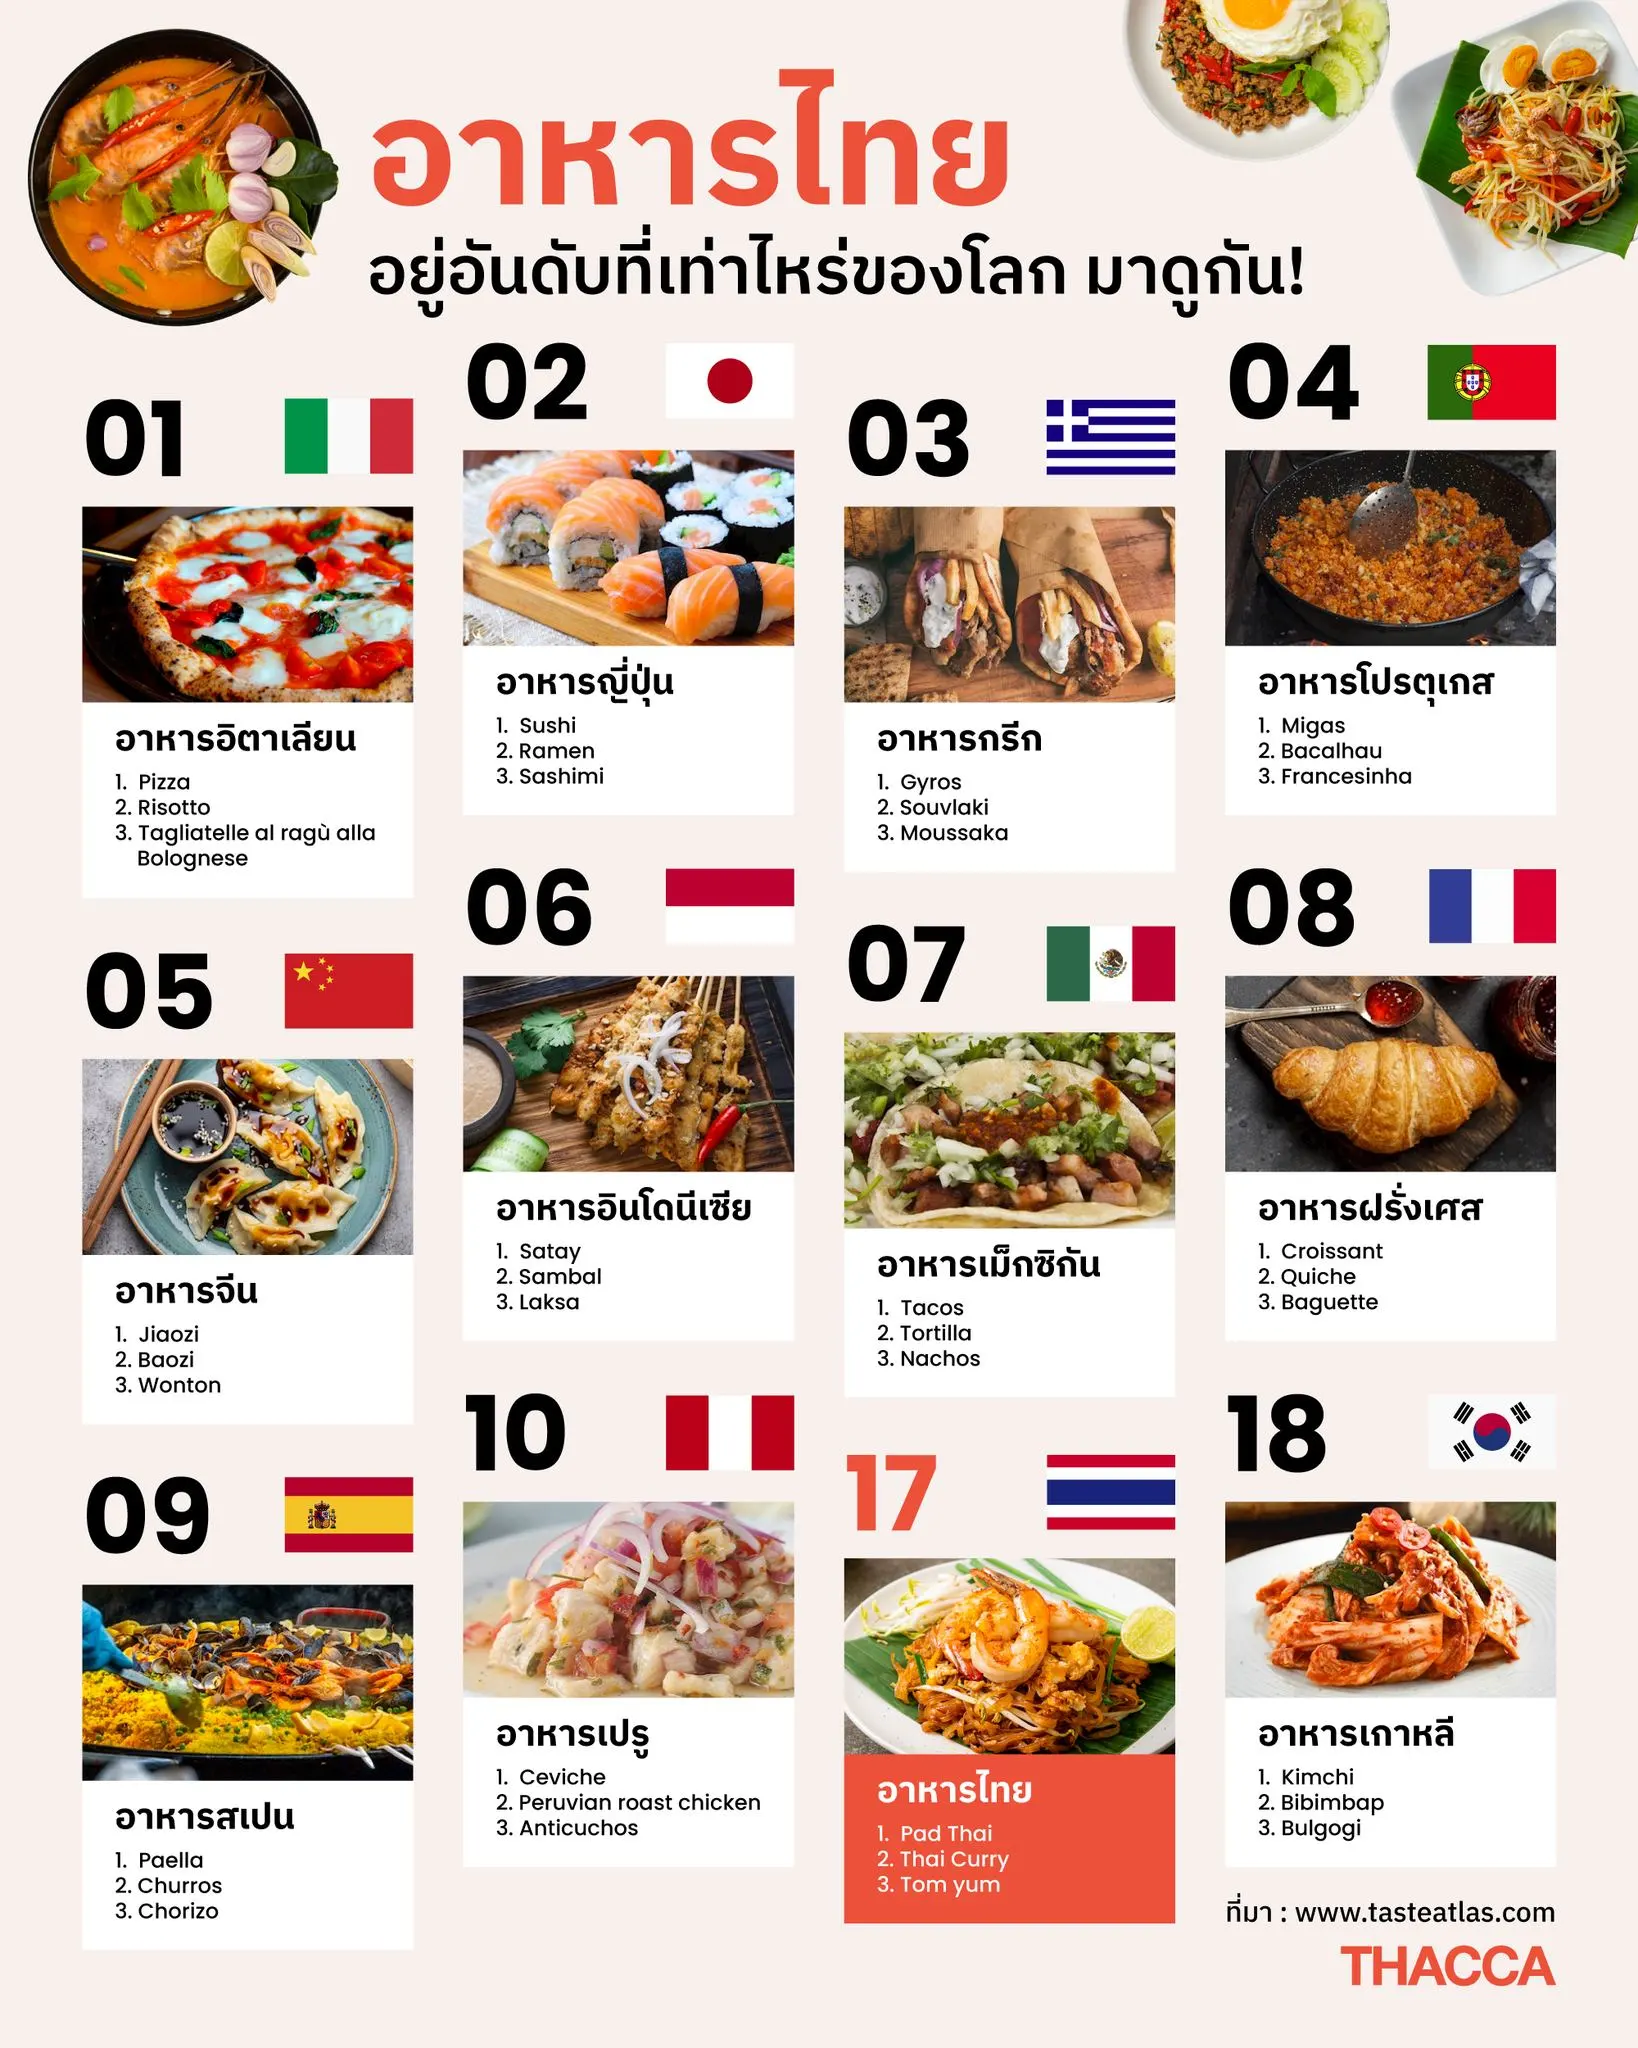 อาหารไทย
อยู่อันดับที่เท่าไหร่ของโลก มาดูกัน!
01
อาหารอิตาเลียน
1. Pizza
2. Risotto
3. Tagliatelle al ragù alla
Bolognese
02
อาหารญี่ปุ่น
1. Sushi
2. Ramen
3. Sashimi
03
อาหารกรีก
1. Gyros
2. Souvlaki
3. Moussaka
04
อาหารโปรตุเกส
1. Migas
2. Bacalhau
3. Francesinha
05
อาหารจีน
1. Jiaozi
2. Baozi
3. Wonton
06
อาหารอินโดนีเซีย
1. Satay
2. Sambal
3. Laksa
07
อาหารเม็กซิกัน
1. Tacos
2. Tortilla
3. Nachos
08
อาหารฝรั่งเศส
1. Croissant
2. Quiche
3. Baguette
09
อาหารสเปน
1. Paella
2. Churros
3. Chorizo
10
อาหารเปรู
1. Ceviche
2. Peruvian roast chicken
3. Anticuchos
17
อาหารไทย
1. Pad Thai
2. Thai Curry
3. Tom yum
18
อาหารเกาหลี
1. Kimchi
2. Bibimbap
3. Bulgogi
ที่มา : www.tasteatlas.com
THACCA